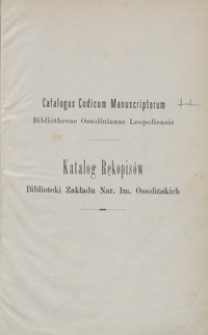 Catalogus Codicum Manuscriptorum
Bibliothecae Ossolinianae Leopoliensis
Katalog Rękopisów
Biblioteki Zakładu Nar. Im. Ossolińskich